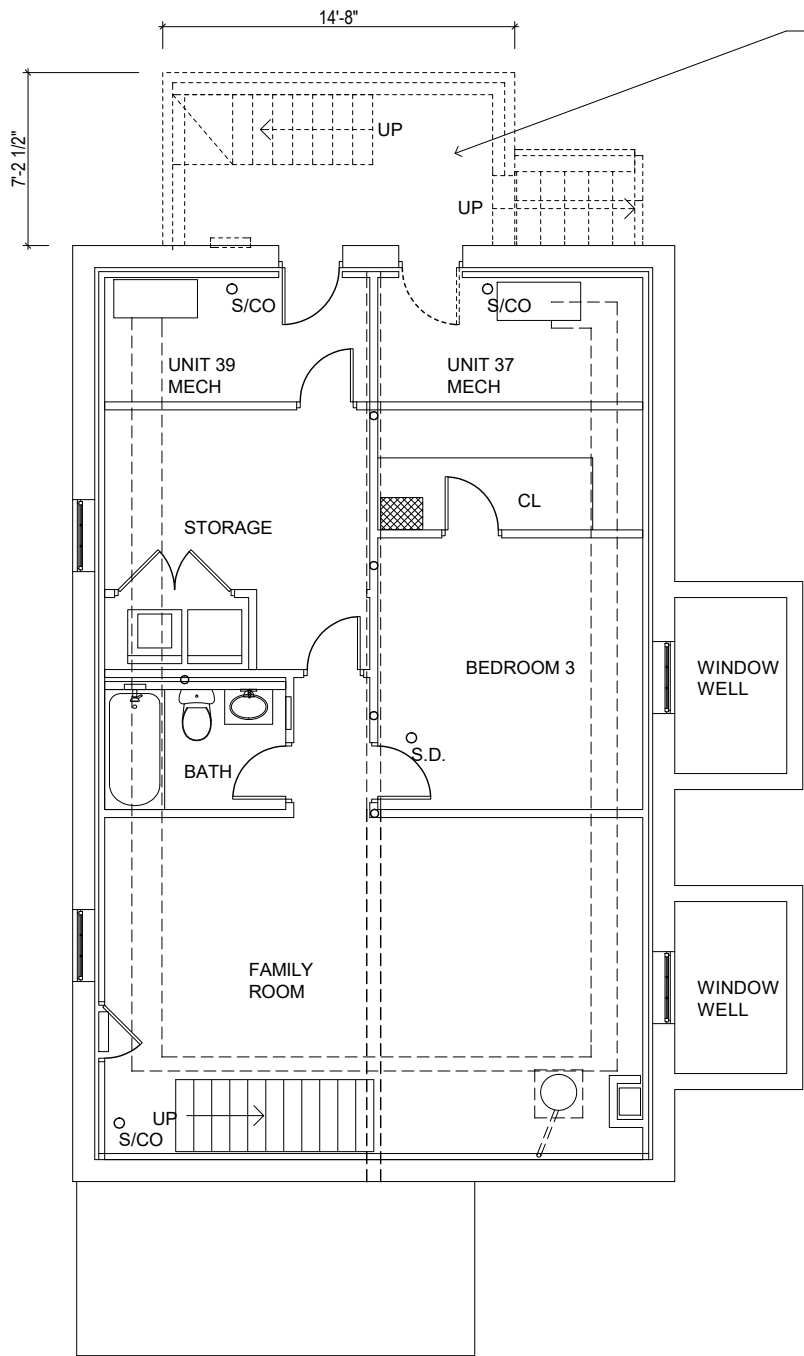 14'-8"
7'-2 1/2"
UP
UP
S/CO
S/CO
UNIT 39
MECH
UNIT 37
MECH
CL
STORAGE
BEDROOM 3
WINDOW
WELL
S.D.
BATH
FAMILY
ROOM
WINDOW
WELL
UP
S/CO